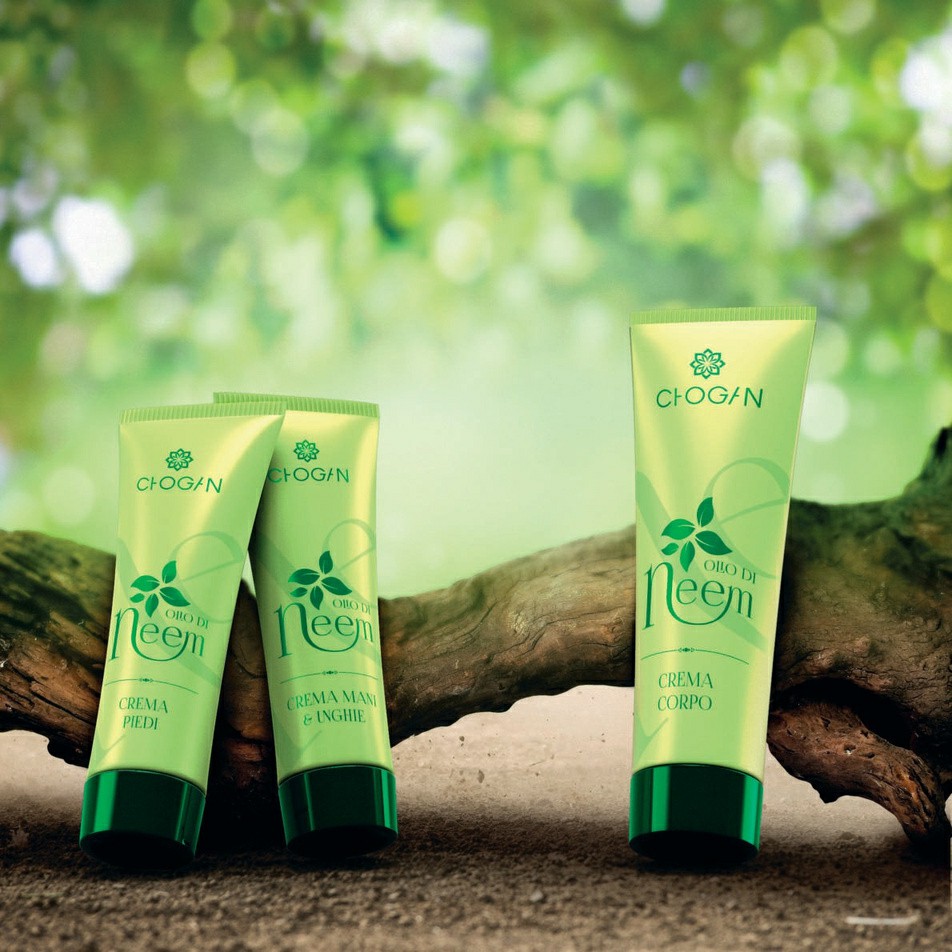 CHOGAN
OLIO DI
Neem
CREMA
PIEDI
CHOGAN
OLIO DI
Neem
CREMA MANI
& UNGHIE
CHOGAN
OLIO DI
Neem
CREMA
CORPO